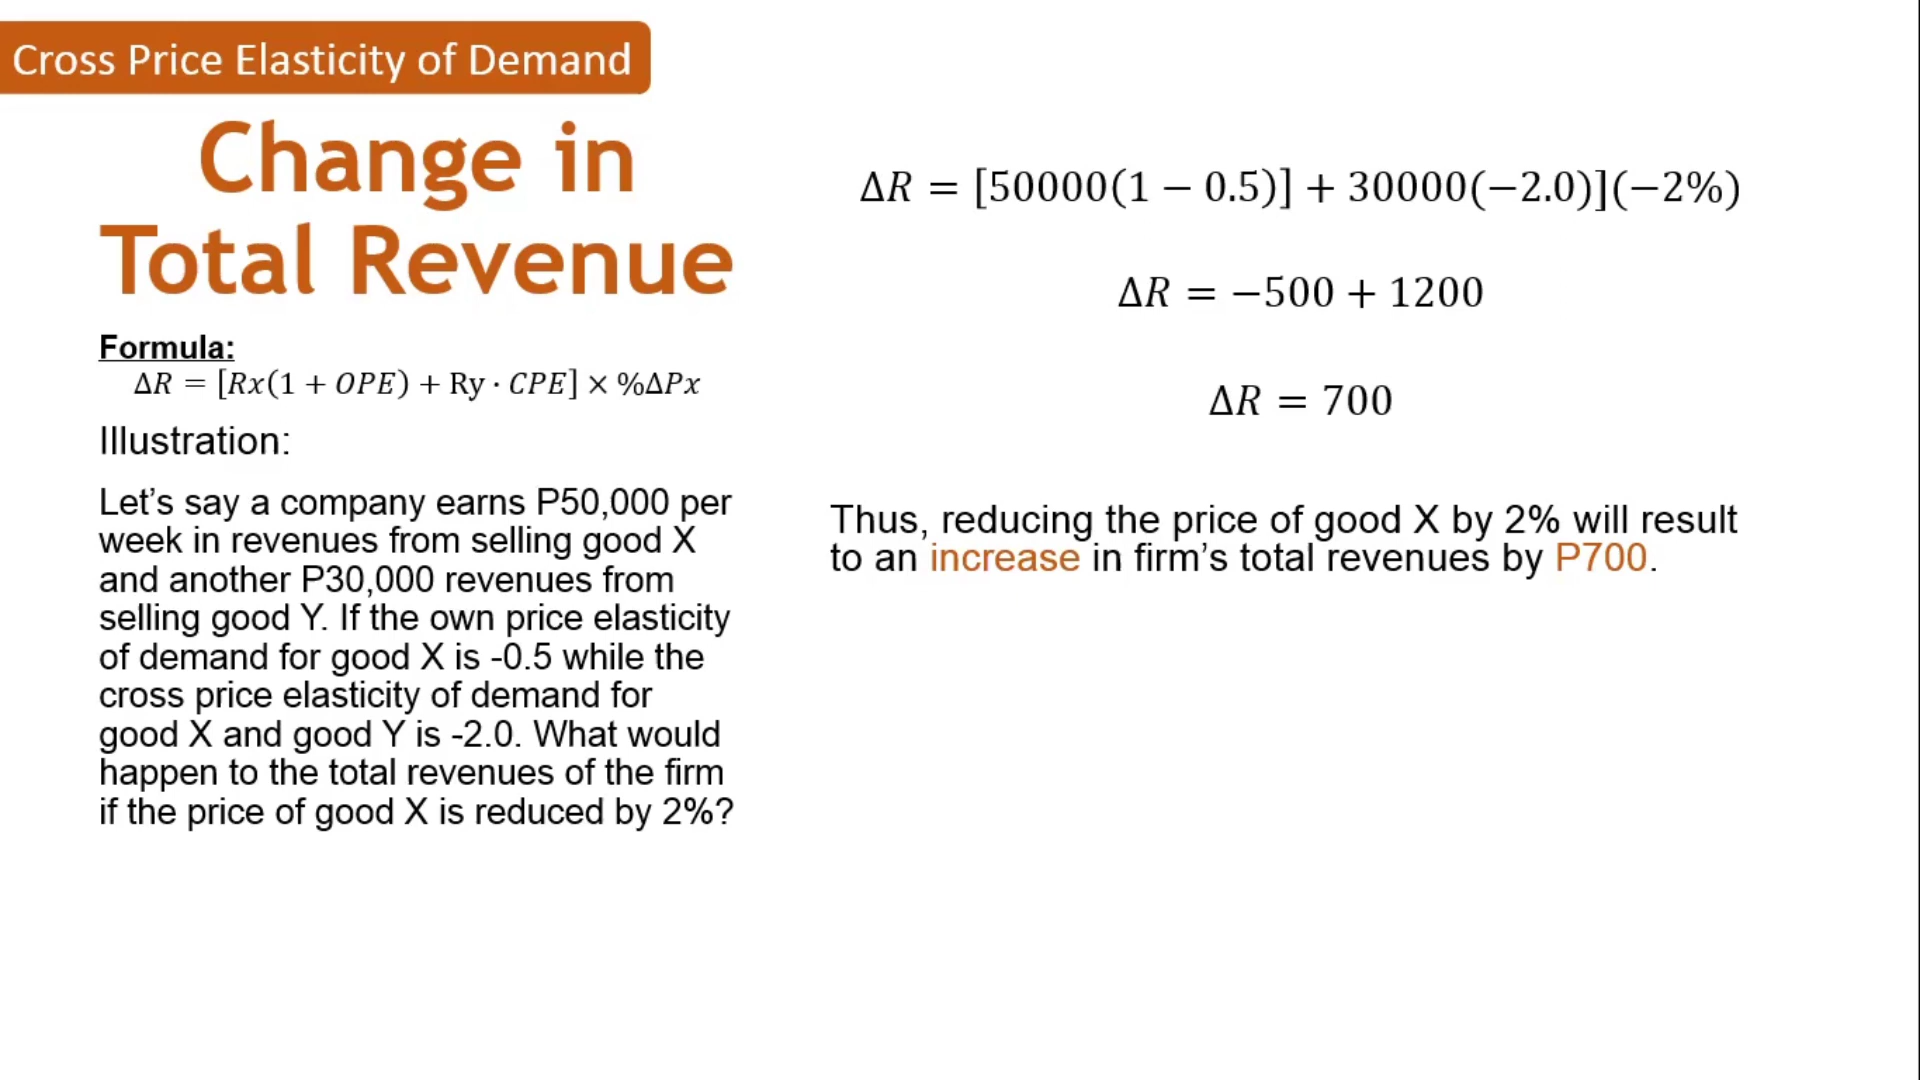 Cross Price Elasticity of Demand
Change in
Total Revenue
Formula:
ΔR = [Rx(1 + OPE) + Ry · CPE] × %ΔPx
Illustration:
Let’s say a company earns P50,000 per
week in revenues from selling good X
and another P30,000 revenues from
selling good Y. If the own price elasticity
of demand for good X is -0.5 while the
cross price elasticity of demand for
good X and good Y is -2.0. What would
happen to the total revenues of the firm
if the price of good X is reduced by 2%?
ΔR = [50000(1 − 0.5)] + 30000(−2.0)](−2%)
ΔR = −500 + 1200
ΔR = 700
Thus, reducing the price of good X by 2% will result
to an increase in firm’s total revenues by P700.